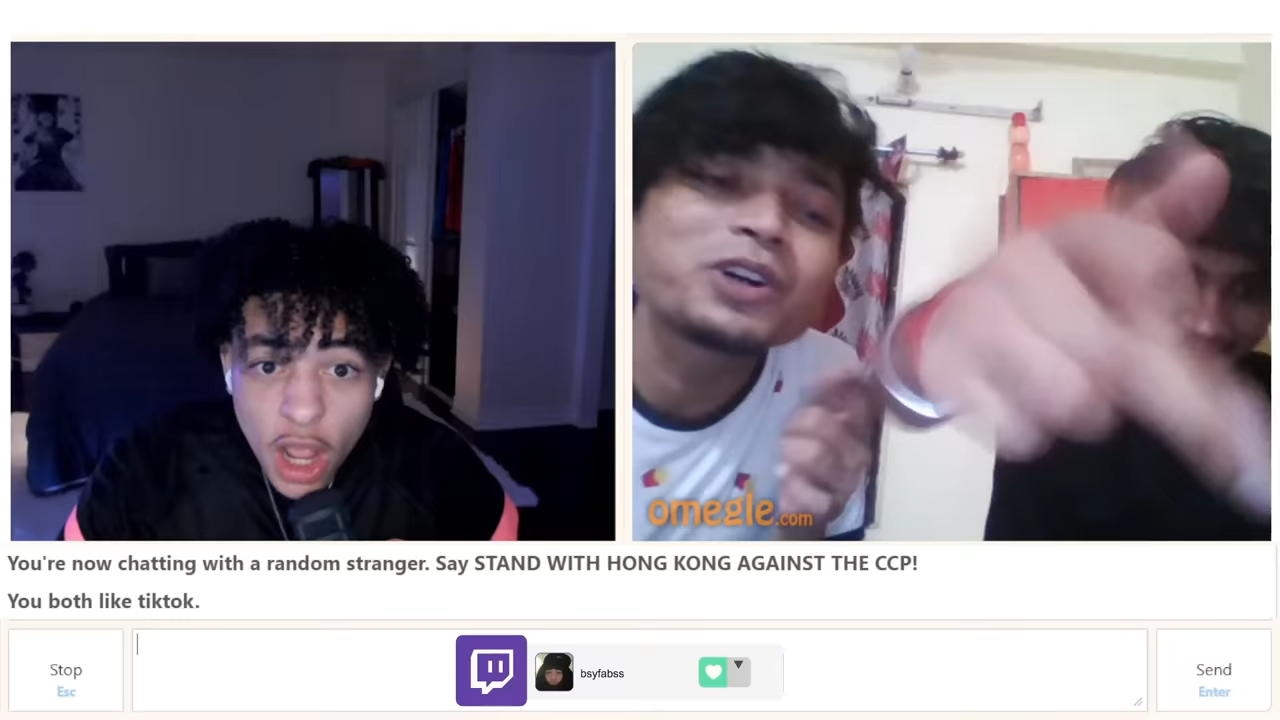 omegle.com
You're now chatting with a random stranger. Say STAND WITH HONG KONG AGAINST THE CCP!
You both like tiktok.
Stop
Esc
bsyfabss
Send
Enter